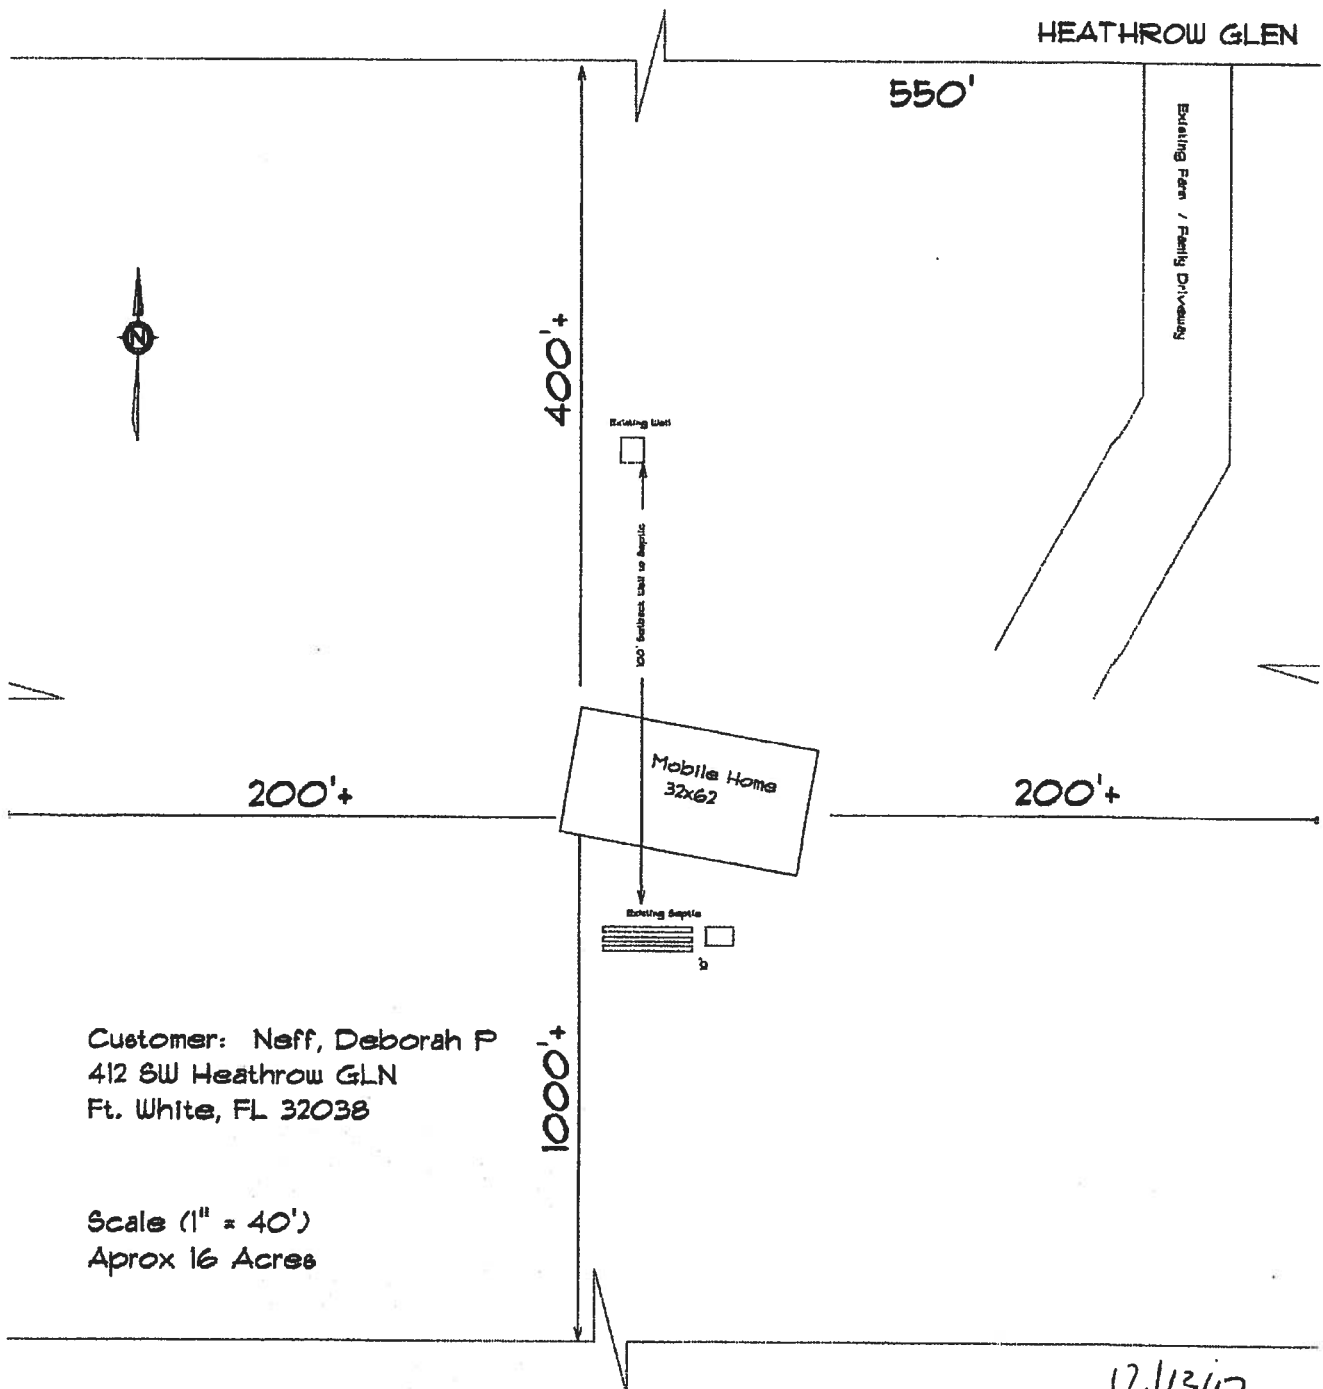 HEATHROW GLEN
550'
Existing Farm / Family Driveway
400'+
N
Existing Well
100' Setback Well to Septic
Mobile Home
32x62
200'+
200'+
Existing Septic
Customer: Neff, Deborah P
412 SW Heathrow GLN
Ft. White, FL 32038
1000'+
Scale (1" = 40')
Aprox 16 Acres